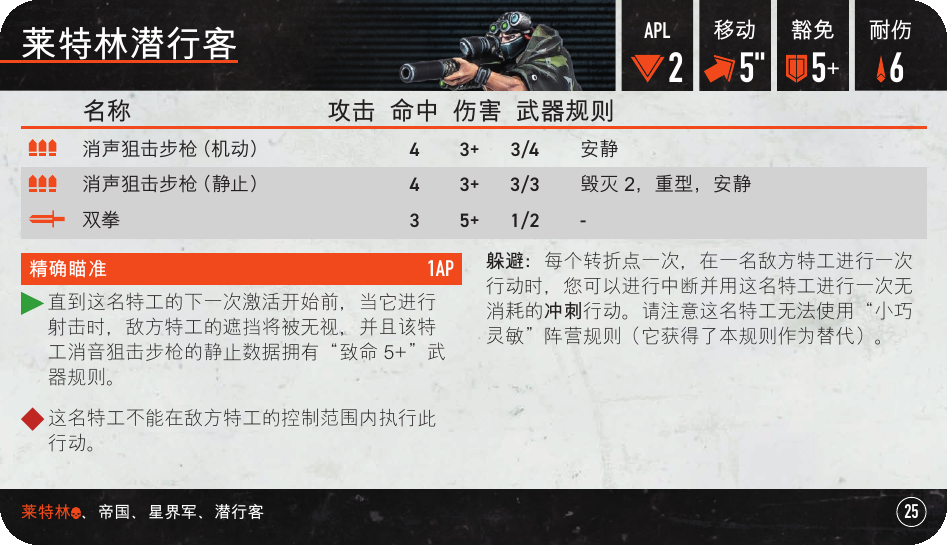 莱特林潜行客
APL
2
移动
5"
豁免
5+
耐伤
6
名称 攻击 命中 伤害 武器规则
消声狙击步枪（机动） 4 3+ 3/4 安静
消声狙击步枪（静止） 4 3+ 3/3 毁灭 2，重型，安静
双拳 3 5+ 1/2 -
精确瞄准 1AP
直到这名特工的下一次激活开始前，当它进行
射击时，敌方特工的遮挡将被无视，并且该特
工消音狙击步枪的静止数据拥有“致命 5+”武
器规则。
这名特工不能在敌方特工的控制范围内执行此
行动。
躲避：每个转折点一次，在一名敌方特工进行一次
行动时，您可以进行中断并用这名特工进行一次无
消耗的冲刺行动。请注意这名特工无法使用“小巧
灵敏”阵营规则（它获得了本规则作为替代）。
莱特林、帝国、星界军、潜行客
25